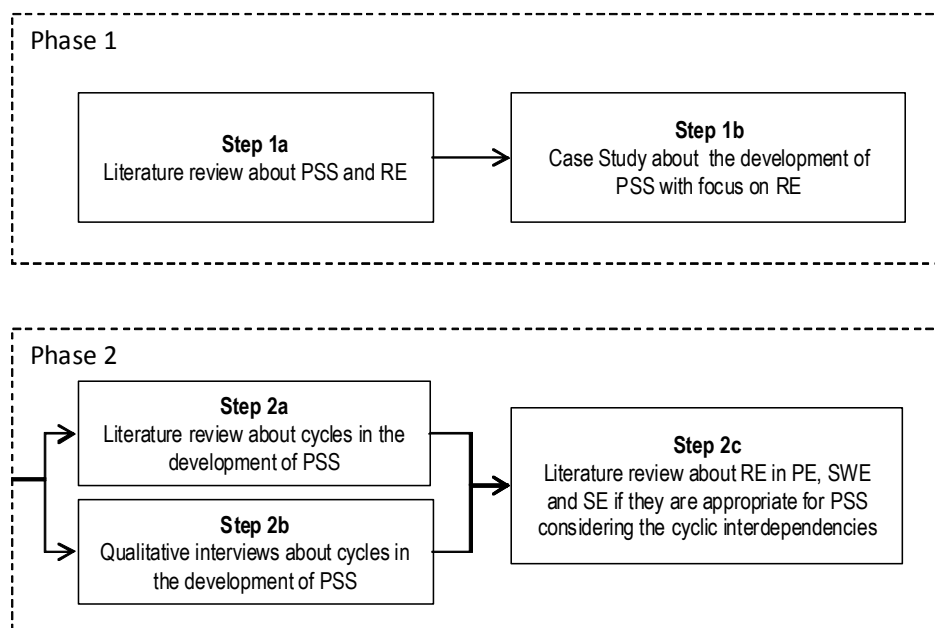 Phase 1
Step 1a
Literature review about PSS and RE
Step 1b
Case Study about the development of
PSS with focus on RE
Phase 2
Step 2a
Literature review about cycles in the
development of PSS
Step 2b
Qualitative interviews about cycles in
the development of PSS
Step 2c
Literature review about RE in PE, SWE
and SE if they are appropriate for PSS
considering the cyclic interdependencies